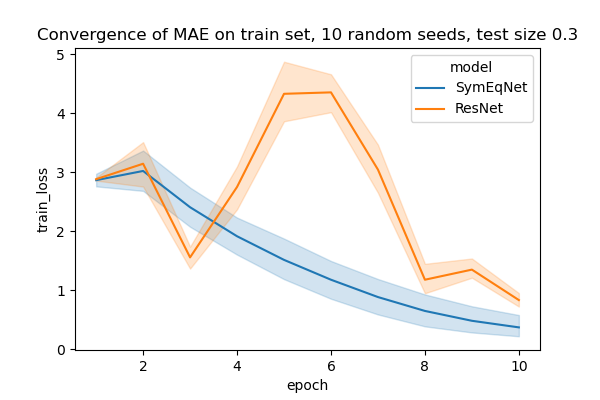 Convergence of MAE on train set, 10 random seeds, test size 0.3
5
4
3
2
1
0
train_loss
model
SymEqNet
ResNet
2 4 6 8 10
epoch